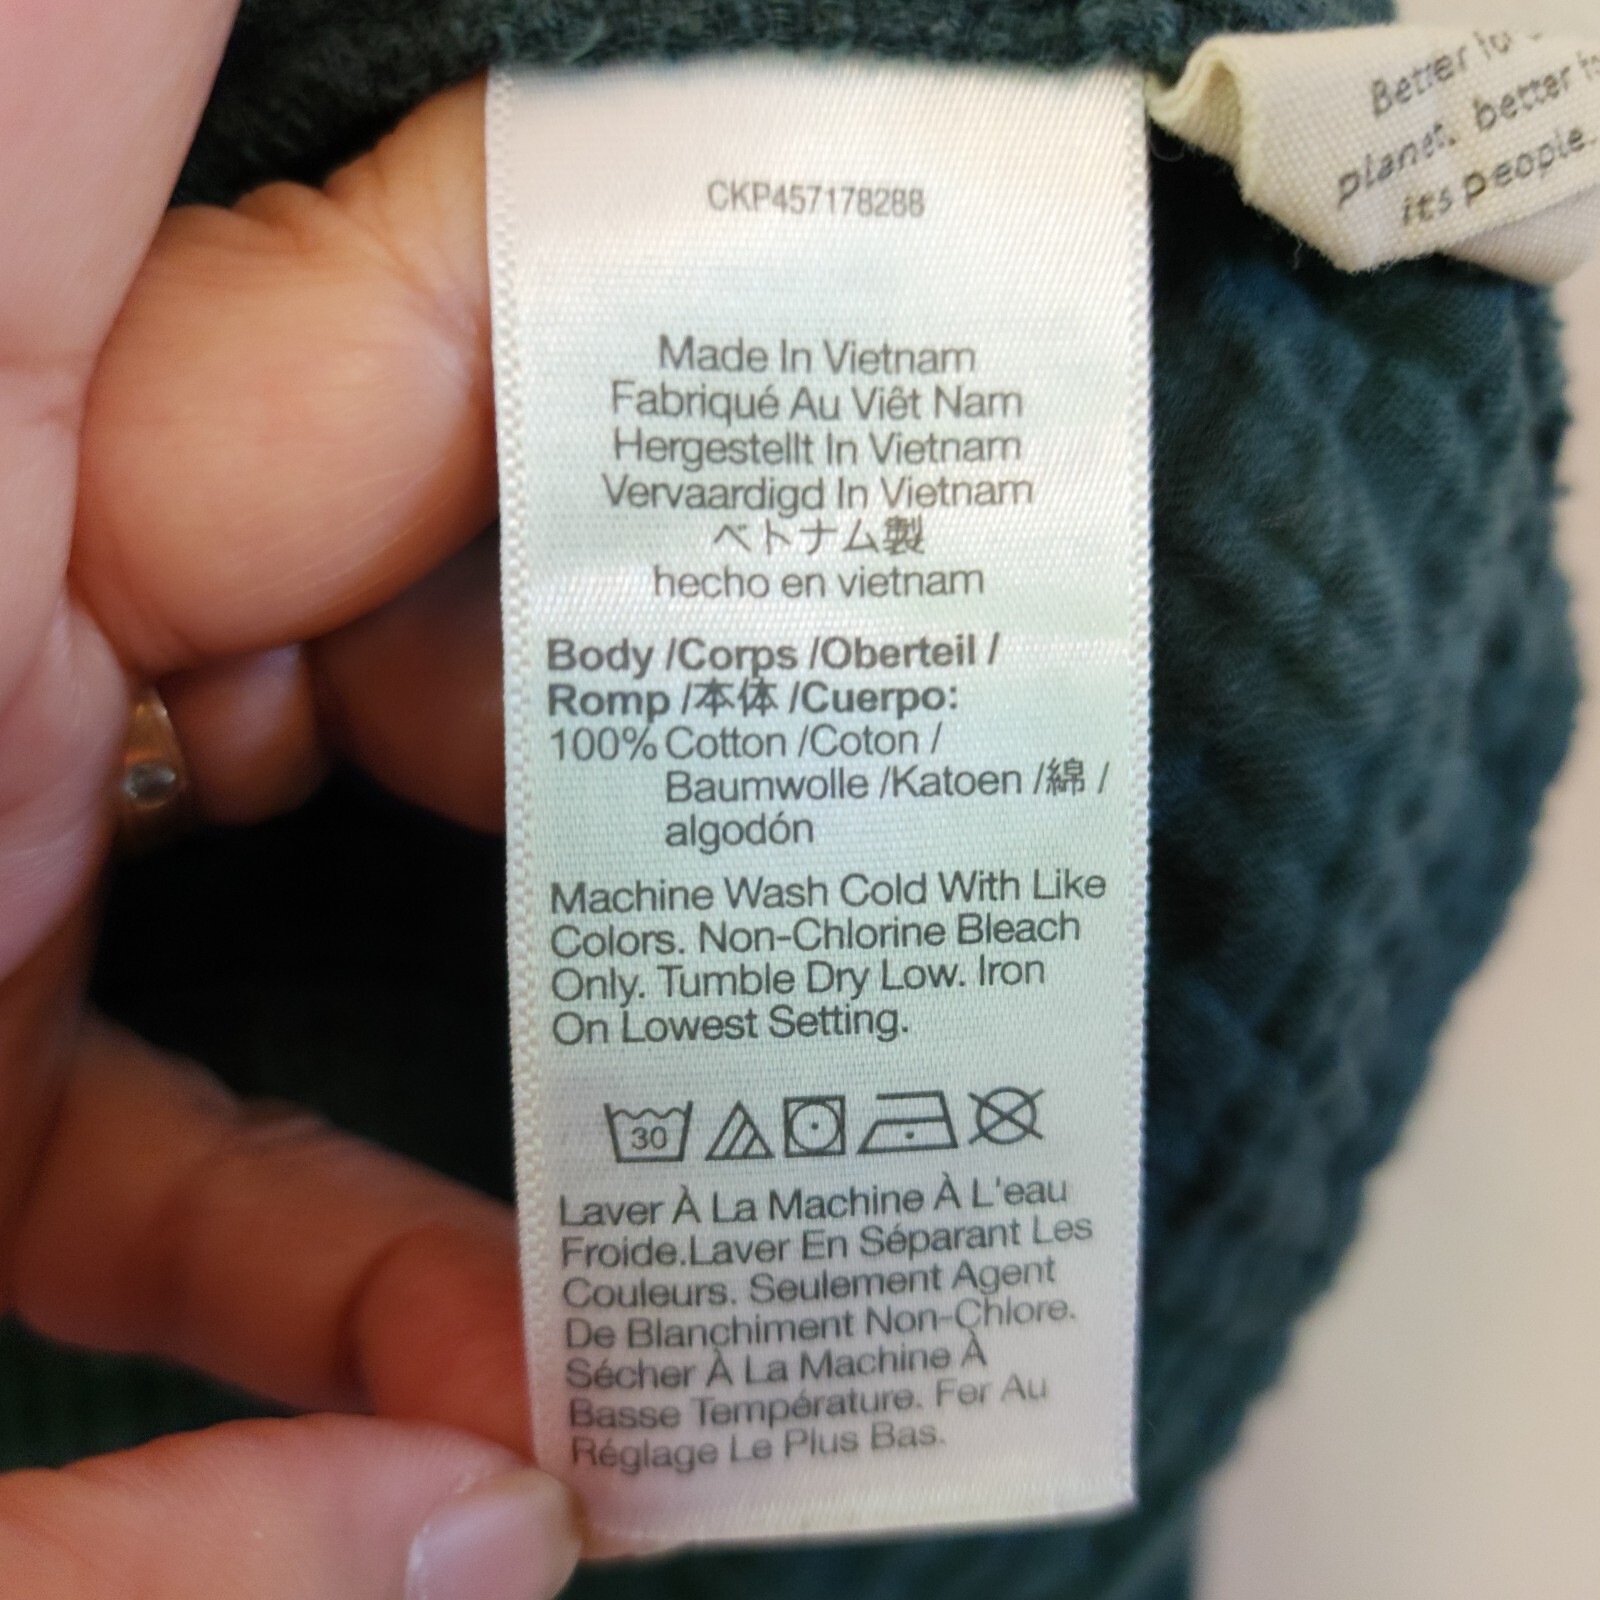 CKP457178288
Made In Vietnam
Fabriqué Au Viêt Nam
Hergestellt In Vietnam
Vervaardigd In Vietnam
ベトナム製
hecho en vietnam
Body /Corps /Oberteil /
Romp /本体 /Cuerpo:
100% Cotton /Coton /
Baumwolle /Katoen /綿 /
algodón
Machine Wash Cold With Like
Colors. Non-Chlorine Bleach
Only. Tumble Dry Low. Iron
On Lowest Setting.
30
Laver À La Machine À L'eau
Froide.Laver En Séparant Les
Couleurs. Seulement Agent
De Blanchiment Non-Chlore.
Sécher À La Machine À
Basse Température. Fer Au
Réglage Le Plus Bas.
Better
planet. better
its people.